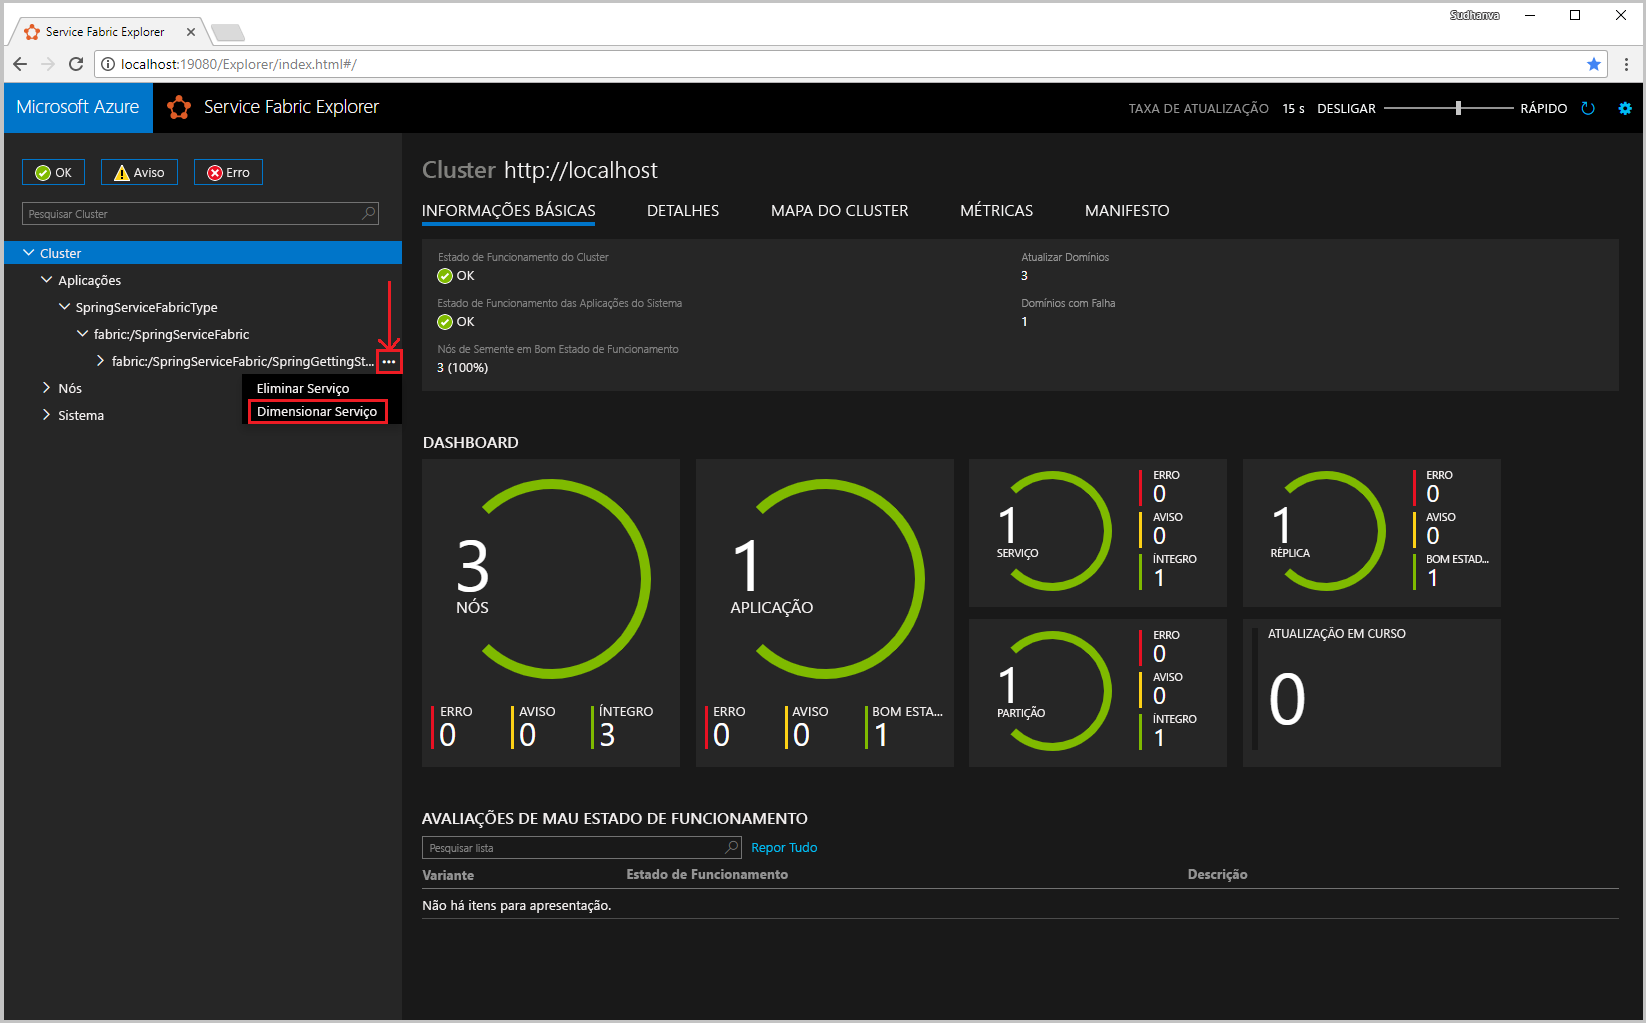 Sudhanva
Service Fabric Explorer
localhost:19080/Explorer/index.html#/
Microsoft Azure
Service Fabric Explorer
TAXA DE ATUALIZAÇÃO 15 s DESLIGAR RÁPIDO
OK Aviso Erro
Pesquisar Cluster
Cluster
Aplicações
SpringServiceFabricType
fabric:/SpringServiceFabric
fabric:/SpringServiceFabric/SpringGettingSt... •••
Eliminar Serviço
Dimensionar Serviço
Nós
Sistema
Cluster http://localhost
INFORMAÇÕES BÁSICAS DETALHES MAPA DO CLUSTER MÉTRICAS MANIFESTO
Estado de Funcionamento do Cluster
OK
Estado de Funcionamento das Aplicações do Sistema
OK
Nós de Semente em Bom Estado de Funcionamento
3 (100%)
Atualizar Domínios
3
Domínios com Falha
1
DASHBOARD
3
NÓS
ERRO
0
AVISO
0
ÍNTEGRO
3
1
APLICAÇÃO
ERRO
0
AVISO
0
BOM ESTA...
1
1
SERVIÇO
ERRO
0
AVISO
0
ÍNTEGRO
1
1
RÉPLICA
ERRO
0
AVISO
0
BOM ESTAD...
1
1
PARTIÇÃO
ERRO
0
AVISO
0
ÍNTEGRO
1
ATUALIZAÇÃO EM CURSO
0
AVALIAÇÕES DE MAU ESTADO DE FUNCIONAMENTO
Pesquisar lista
Repor Tudo
Variante Estado de Funcionamento Descrição
Não há itens para apresentação.